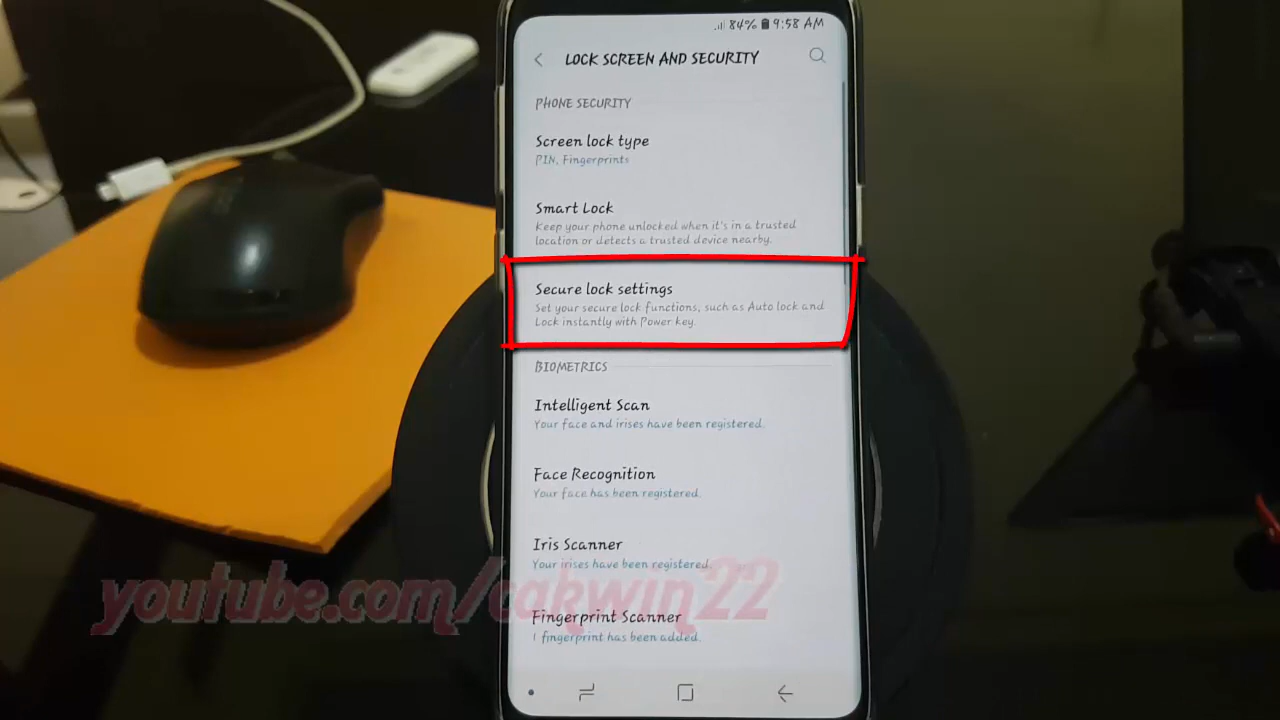 84% 9:58 AM
LOCK SCREEN AND SECURITY
PHONE SECURITY
Screen lock type
PIN, Fingerprints
Smart Lock
Keep your phone unlocked when it's in a trusted
location or detects a trusted device nearby.
Secure lock settings
Set your secure lock functions, such as Auto lock and
Lock instantly with Power key.
BIOMETRICS
Intelligent Scan
Your face and irises have been registered.
Face Recognition
Your face has been registered.
Iris Scanner
Your irises have been registered.
youtube.com/cakwin22
Fingerprint Scanner
1 fingerprint has been added.